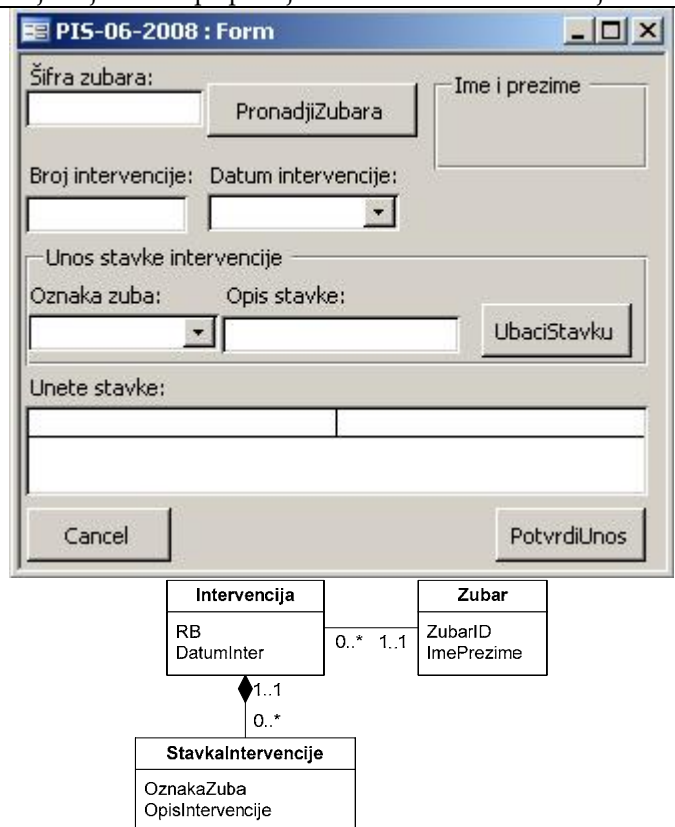 PIS-06-2008 : Form
Šifra zubara:
PronadjiZubara
Ime i prezime
Broj intervencije: Datum intervencije:
Unos stavke intervencije
Oznaka zuba: Opis stavke:
UbaciStavku
Unete stavke:
Cancel PotvrdiUnos
Intervencija Zubar
RB
DatumInter
0..* 1..1
ZubarID
ImePrezime
1..1
0..*
StavkaIntervencije
OznakaZuba
OpisIntervencije